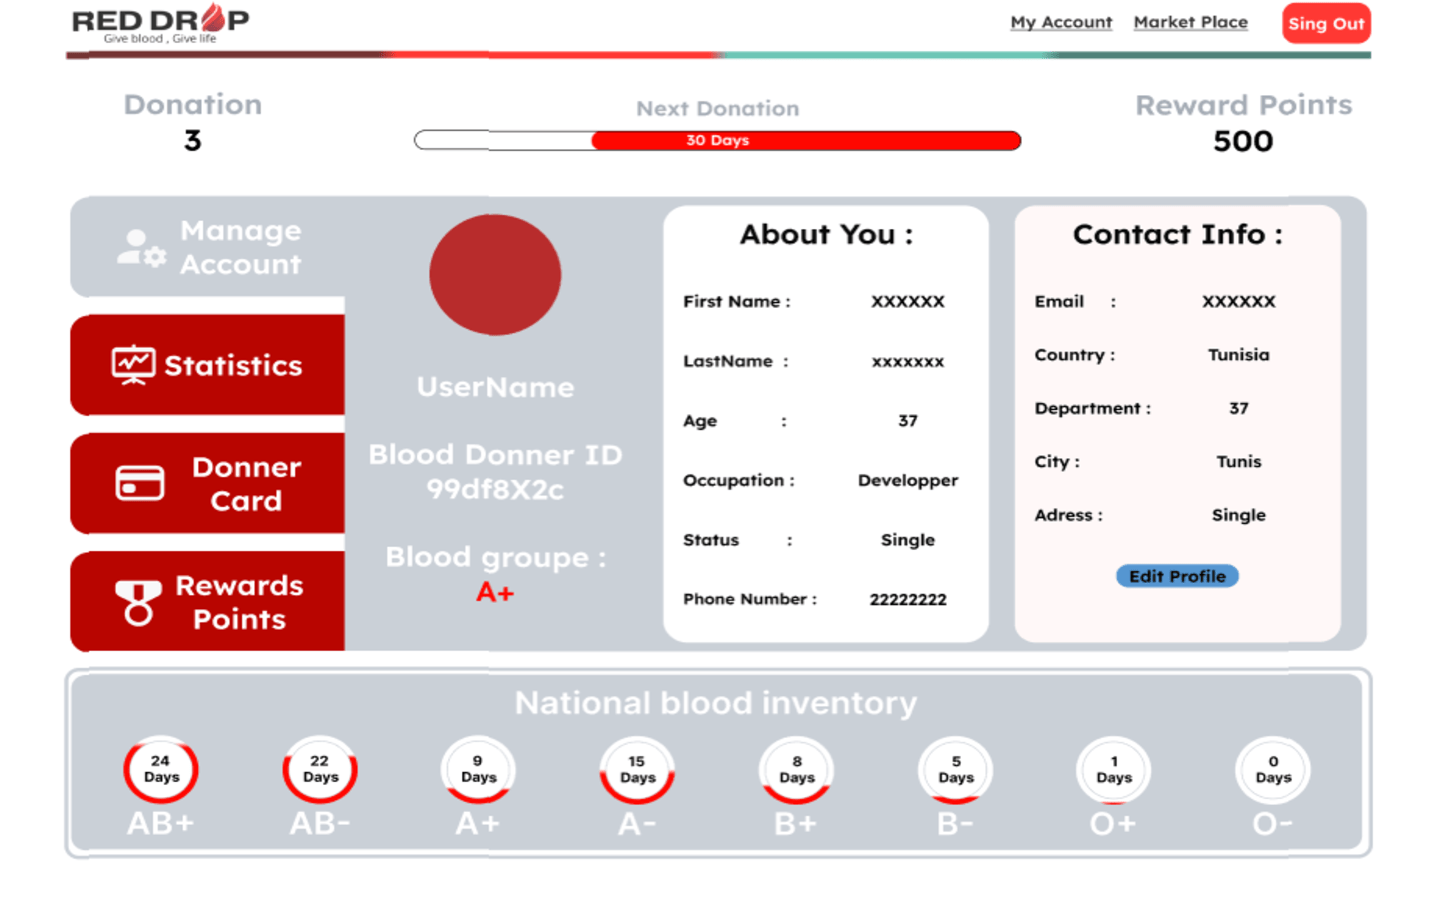 RED DROP
Give blood , Give life
My Account
Market Place
Sing Out
Donation
3
Next Donation
30 Days
Reward Points
500
Manage
Account
Statistics
Donner
Card
Rewards
Points
UserName
Blood Donner ID
99df8X2c
Blood groupe :
A+
About You :
First Name : XXXXXX
LastName : xxxxxxx
Age : 37
Occupation : Developper
Status : Single
Phone Number : 22222222
Contact Info :
Email : XXXXXX
Country : Tunisia
Department : 37
City : Tunis
Adress : Single
Edit Profile
National blood inventory
24
Days
AB+
22
Days
AB-
9
Days
A+
15
Days
A-
8
Days
B+
5
Days
B-
1
Days
O+
0
Days
O-